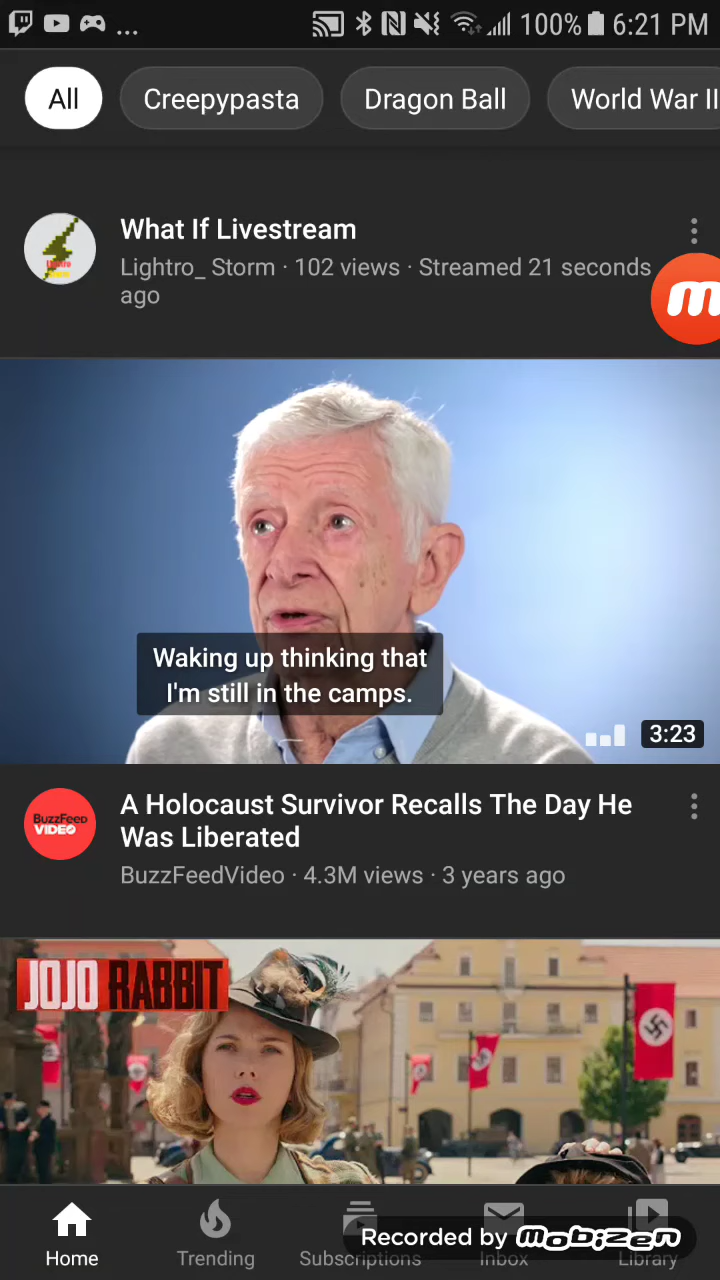 ... 100% 6:21 PM
All Creepypasta Dragon Ball World War II
What If Livestream
Lightro_ Storm · 102 views · Streamed 21 seconds
ago
m
Waking up thinking that
I'm still in the camps.
3:23
BuzzFeed
VIDEO
A Holocaust Survivor Recalls The Day He
Was Liberated
BuzzFeedVideo · 4.3M views · 3 years ago
JOJO RABBIT
Recorded by Mobizen
Home Trending Subscriptions Inbox Library